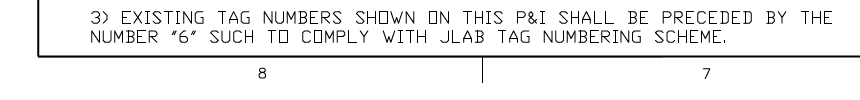 3) EXISTING TAG NUMBERS SHOWN ON THIS P&I SHALL BE PRECEDED BY THE
NUMBER "6" SUCH TO COMPLY WITH JLAB TAG NUMBERING SCHEME.
8 7